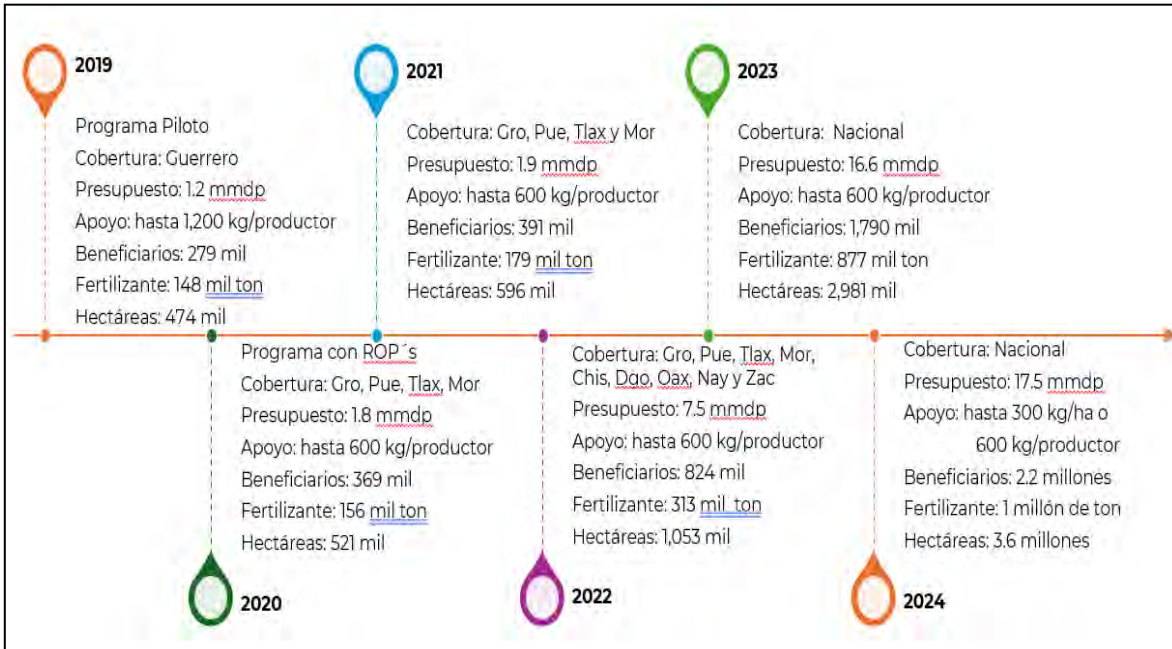 2019
Programa Piloto
Cobertura: Guerrero
Presupuesto: 1.2 mmdp
Apoyo: hasta 1,200 kg/productor
Beneficiarios: 279 mil
Fertilizante: 148 mil ton
Hectáreas: 474 mil
Programa con ROP´s
Cobertura: Gro, Pue, Tlax, Mor
Presupuesto: 1.8 mmdp
Apoyo: hasta 600 kg/productor
Beneficiarios: 369 mil
Fertilizante: 156 mil ton
Hectáreas: 521 mil
2020
2021
Cobertura: Gro, Pue, Tlax y Mor
Presupuesto: 1.9 mmdp
Apoyo: hasta 600 kg/productor
Beneficiarios: 391 mil
Fertilizante: 179 mil ton
Hectáreas: 596 mil
Cobertura: Gro, Pue, Tlax, Mor,
Chis, Dgo, Oax, Nay y Zac
Presupuesto: 7.5 mmdp
Apoyo: hasta 600 kg/productor
Beneficiarios: 824 mil
Fertilizante: 313 mil ton
Hectáreas: 1,053 mil
2022
2023
Cobertura: Nacional
Presupuesto: 16.6 mmdp
Apoyo: hasta 600 kg/productor
Beneficiarios: 1,790 mil
Fertilizante: 877 mil ton
Hectáreas: 2,981 mil
Cobertura: Nacional
Presupuesto: 17.5 mmdp
Apoyo: hasta 300 kg/ha o
600 kg/productor
Beneficiarios: 2.2 millones
Fertilizante: 1 millón de ton
Hectáreas: 3.6 millones
2024